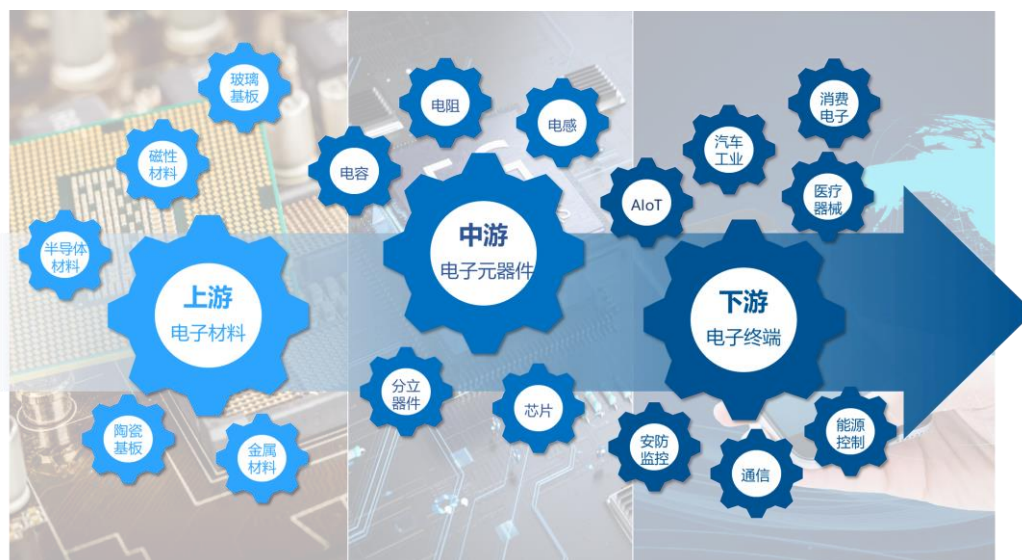 玻璃
基板
磁性
材料
半导体
材料
上游
电子材料
陶瓷
基板
金属
材料
电阻
电感
电容
中游
电子元器件
分立
器件
芯片
消费
电子
汽车
工业
医疗
器械
AIoT
下游
电子终端
安防
监控
通信
能源
控制